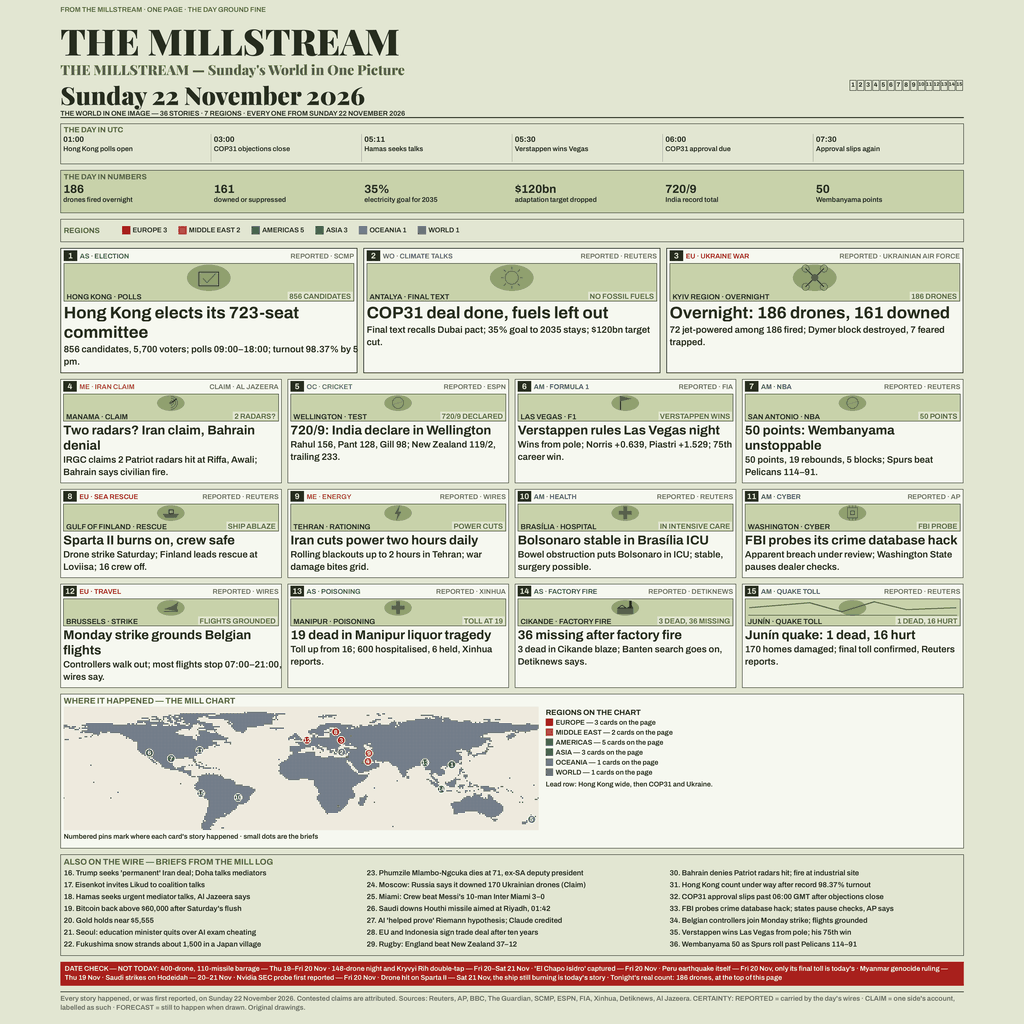 FROM THE MILLSTREAM · ONE PAGE · THE DAY GROUND FINE
THE MILLSTREAM
THE MILLSTREAM — Sunday's World in One Picture
Sunday 22 November 2026
1 2 3 4 5 6 7 8 9 10 11 12 13 14 15
THE WORLD IN ONE IMAGE — 36 STORIES · 7 REGIONS · EVERY ONE FROM SUNDAY 22 NOVEMBER 2026
THE DAY IN UTC
01:00 03:00 05:11 05:30 06:00 07:30
Hong Kong polls open COP31 objections close Hamas seeks talks Verstappen wins Vegas COP31 approval due Approval slips again
THE DAY IN NUMBERS
186 161 35% $120bn 720/9 50
drones fired overnight downed or suppressed electricity goal for 2035 adaptation target dropped India record total Wembanyama points
REGIONS EUROPE 3 MIDDLE EAST 2 AMERICAS 5 ASIA 3 OCEANIA 1 WORLD 1
1 AS · ELECTION REPORTED · SCMP
HONG KONG · POLLS 856 CANDIDATES
Hong Kong elects its 723-seat
committee
856 candidates, 5,700 voters; polls 09:00–18:00; turnout 98.37% by 5
pm.
2 WO · CLIMATE TALKS REPORTED · REUTERS
ANTALYA · FINAL TEXT NO FOSSIL FUELS
COP31 deal done, fuels left out
Final text recalls Dubai pact; 35% goal to 2035 stays; $120bn target
cut.
3 EU · UKRAINE WAR REPORTED · UKRAINIAN AIR FORCE
KYIV REGION · OVERNIGHT 186 DRONES
Overnight: 186 drones, 161 downed
72 jet-powered among 186 fired; Dymer block destroyed, 7 feared
trapped.
4 ME · IRAN CLAIM CLAIM · AL JAZEERA
MANAMA · CLAIM 2 RADARS?
Two radars? Iran claim, Bahrain
denial
IRGC claims 2 Patriot radars hit at Riffa, Awali;
Bahrain says civilian fire.
5 OC · CRICKET REPORTED · ESPN
WELLINGTON · TEST 720/9 DECLARED
720/9: India declare in Wellington
Rahul 156, Pant 128, Gill 98; New Zealand 119/2,
trailing 233.
6 AM · FORMULA 1 REPORTED · FIA
LAS VEGAS · F1 VERSTAPPEN WINS
Verstappen rules Las Vegas night
Wins from pole; Norris +0.639, Piastri +1.529; 75th
career win.
7 AM · NBA REPORTED · REUTERS
SAN ANTONIO · NBA 50 POINTS
50 points: Wembanyama
unstoppable
50 points, 19 rebounds, 5 blocks; Spurs beat
Pelicans 114–91.
8 EU · SEA RESCUE REPORTED · REUTERS
GULF OF FINLAND · RESCUE SHIP ABLAZE
Sparta II burns on, crew safe
Drone strike Saturday; Finland leads rescue at
Loviisa; 16 crew off.
9 ME · ENERGY REPORTED · WIRES
TEHRAN · RATIONING POWER CUTS
Iran cuts power two hours daily
Rolling blackouts up to 2 hours in Tehran; war
damage bites grid.
10 AM · HEALTH REPORTED · REUTERS
BRASÍLIA · HOSPITAL IN INTENSIVE CARE
Bolsonaro stable in Brasília ICU
Bowel obstruction puts Bolsonaro in ICU; stable,
surgery possible.
11 AM · CYBER REPORTED · AP
WASHINGTON · CYBER FBI PROBE
FBI probes its crime database hack
Apparent breach under review; Washington State
pauses dealer checks.
12 EU · TRAVEL REPORTED · WIRES
BRUSSELS · STRIKE FLIGHTS GROUNDED
Monday strike grounds Belgian
flights
Controllers walk out; most flights stop 07:00–21:00,
wires say.
13 AS · POISONING REPORTED · XINHUA
MANIPUR · POISONING TOLL AT 19
19 dead in Manipur liquor tragedy
Toll up from 16; 600 hospitalised, 6 held, Xinhua
reports.
14 AS · FACTORY FIRE REPORTED · DETIKNEWS
CIKANDE · FACTORY FIRE 3 DEAD, 36 MISSING
36 missing after factory fire
3 dead in Cikande blaze; Banten search goes on,
Detiknews says.
15 AM · QUAKE TOLL REPORTED · REUTERS
JUNÍN · QUAKE TOLL 1 DEAD, 16 HURT
Junín quake: 1 dead, 16 hurt
170 homes damaged; final toll confirmed, Reuters
reports.
WHERE IT HAPPENED — THE MILL CHART
REGIONS ON THE CHART
EUROPE — 3 cards on the page
MIDDLE EAST — 2 cards on the page
AMERICAS — 5 cards on the page
ASIA — 3 cards on the page
OCEANIA — 1 cards on the page
WORLD — 1 cards on the page
Lead row: Hong Kong wide, then COP31 and Ukraine.
Numbered pins mark where each card's story happened · small dots are the briefs
ALSO ON THE WIRE — BRIEFS FROM THE MILL LOG
16. Trump seeks 'permanent' Iran deal; Doha talks mediators
17. Eisenkot invites Likud to coalition talks
18. Hamas seeks urgent mediator talks, Al Jazeera says
19. Bitcoin back above $60,000 after Saturday's flush
20. Gold holds near $5,555
21. Seoul: education minister quits over AI exam cheating
22. Fukushima snow strands about 1,500 in a Japan village
23. Phumzile Mlambo-Ngcuka dies at 71, ex-SA deputy president
24. Moscow: Russia says it downed 170 Ukrainian drones (Claim)
25. Miami: Crew beat Messi's 10-man Inter Miami 3–0
26. Saudi downs Houthi missile aimed at Riyadh, 01:42
27. AI 'helped prove' Riemann hypothesis; Claude credited
28. EU and Indonesia sign trade deal after ten years
29. Rugby: England beat New Zealand 37–12
30. Bahrain denies Patriot radars hit; fire at industrial site
31. Hong Kong count under way after record 98.37% turnout
32. COP31 approval slips past 06:00 GMT after objections close
33. FBI probes crime database hack; states pause checks, AP says
34. Belgian controllers join Monday strike; flights grounded
35. Verstappen wins Las Vegas from pole; his 75th win
36. Wembanyama 50 as Spurs roll past Pelicans 114–91
DATE CHECK — NOT TODAY: 400-drone, 110-missile barrage — Thu 19–Fri 20 Nov · 148-drone night and Kryvyi Rih double-tap — Fri 20–Sat 21 Nov · 'El Chapo Isidro' captured — Fri 20 Nov · Peru earthquake itself — Fri 20 Nov, only its final toll is today's · Myanmar genocide ruling —
Thu 19 Nov · Saudi strikes on Hodeidah — 20–21 Nov · Nvidia SEC probe first reported — Fri 20 Nov · Drone hit on Sparta II — Sat 21 Nov, the ship still burning is today's story · Tonight's real count: 186 drones, at the top of this page
Every story happened, or was first reported, on Sunday 22 November 2026. Contested claims are attributed. Sources: Reuters, AP, BBC, The Guardian, SCMP, ESPN, FIA, Xinhua, Detiknews, Al Jazeera. CERTAINTY: REPORTED = carried by the day's wires · CLAIM = one side's account,
labelled as such · FORECAST = still to happen when drawn. Original drawings.